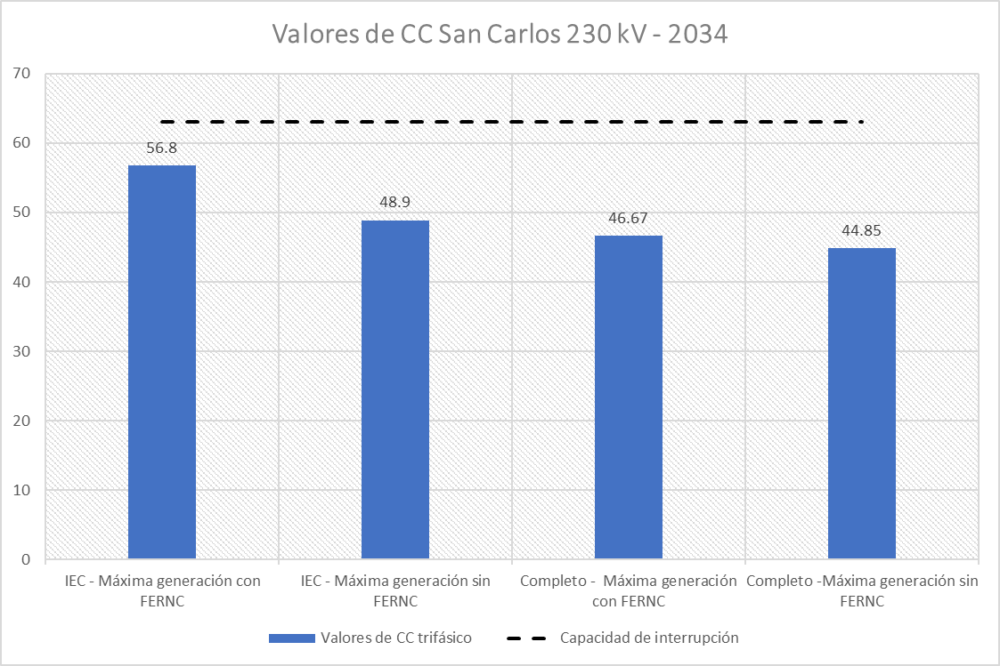 Valores de CC San Carlos 230 kV - 2034
70
60
50
40
30
20
10
0
56.8
48.9
46.67
44.85
IEC - Máxima generación con
FERNC
IEC - Máxima generación sin
FERNC
Completo -  Máxima generación
con FERNC
Completo -Máxima generación sin
FERNC
Valores de CC trifásico
Capacidad de interrupción